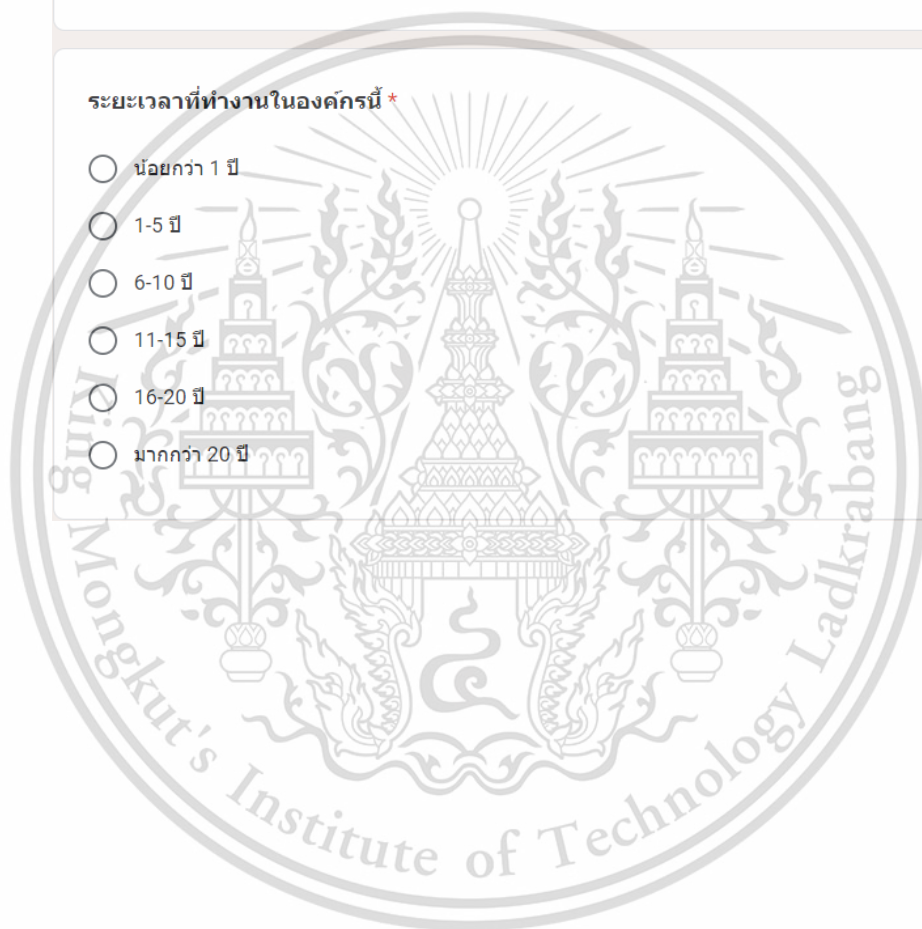 ระยะเวลาที่ทำงานในองค์กรนี้ *
น้อยกว่า 1 ปี
1-5 ปี
6-10 ปี
11-15 ปี
16-20 ปี
มากกว่า 20 ปี
King Mongkut's Institute of Technology Ladkrabang